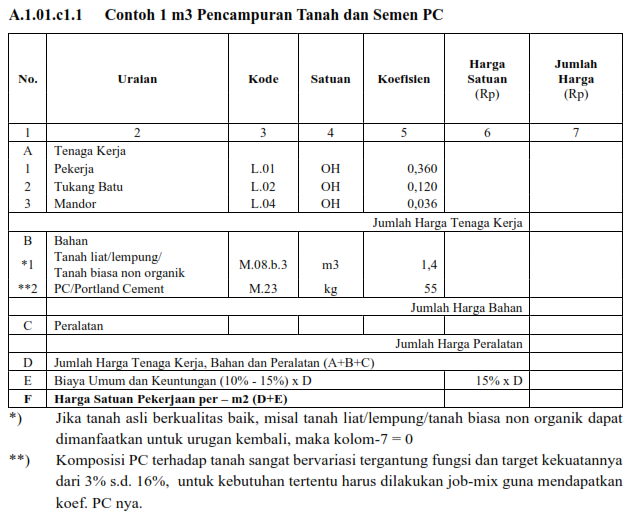 A.1.01.c1.1 Contoh 1 m3 Pencampuran Tanah dan Semen PC
No. Uraian Kode Satuan Koefisien Harga Satuan (Rp) Jumlah Harga (Rp)
1 2 3 4 5 6 7
A Tenaga Kerja
1 Pekerja L.01 OH 0,360
2 Tukang Batu L.02 OH 0,120
3 Mandor L.04 OH 0,036
Jumlah Harga Tenaga Kerja
B Bahan
*1 Tanah liat/lempung/ Tanah biasa non organik M.08.b.3 m3 1,4
**2 PC/Portland Cement M.23 kg 55
Jumlah Harga Bahan
C Peralatan
Jumlah Harga Peralatan
D Jumlah Harga Tenaga Kerja, Bahan dan Peralatan (A+B+C)
E Biaya Umum dan Keuntungan (10% - 15%) x D 15% x D
F Harga Satuan Pekerjaan per – m2 (D+E)
*) Jika tanah asli berkualitas baik, misal tanah liat/lempung/tanah biasa non organik dapat
dimanfaatkan untuk urugan kembali, maka kolom-7 = 0
**) Komposisi PC terhadap tanah sangat bervariasi tergantung fungsi dan target kekuatannya
dari 3% s.d. 16%, untuk kebutuhan tertentu harus dilakukan job-mix guna mendapatkan
koef. PC nya.